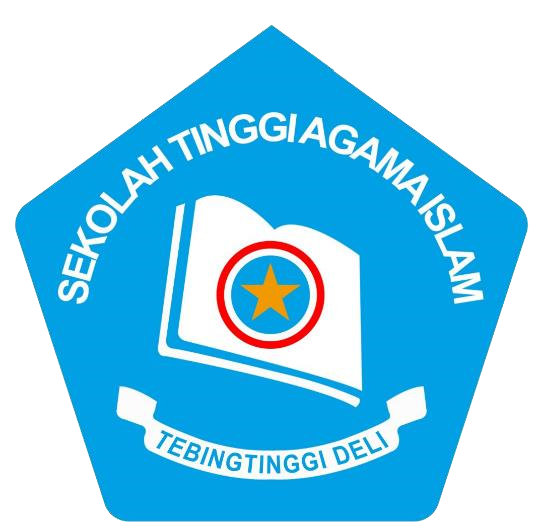 SEKOLAH TINGGI AGAMA ISLAM
TEBINGTINGGI DELI